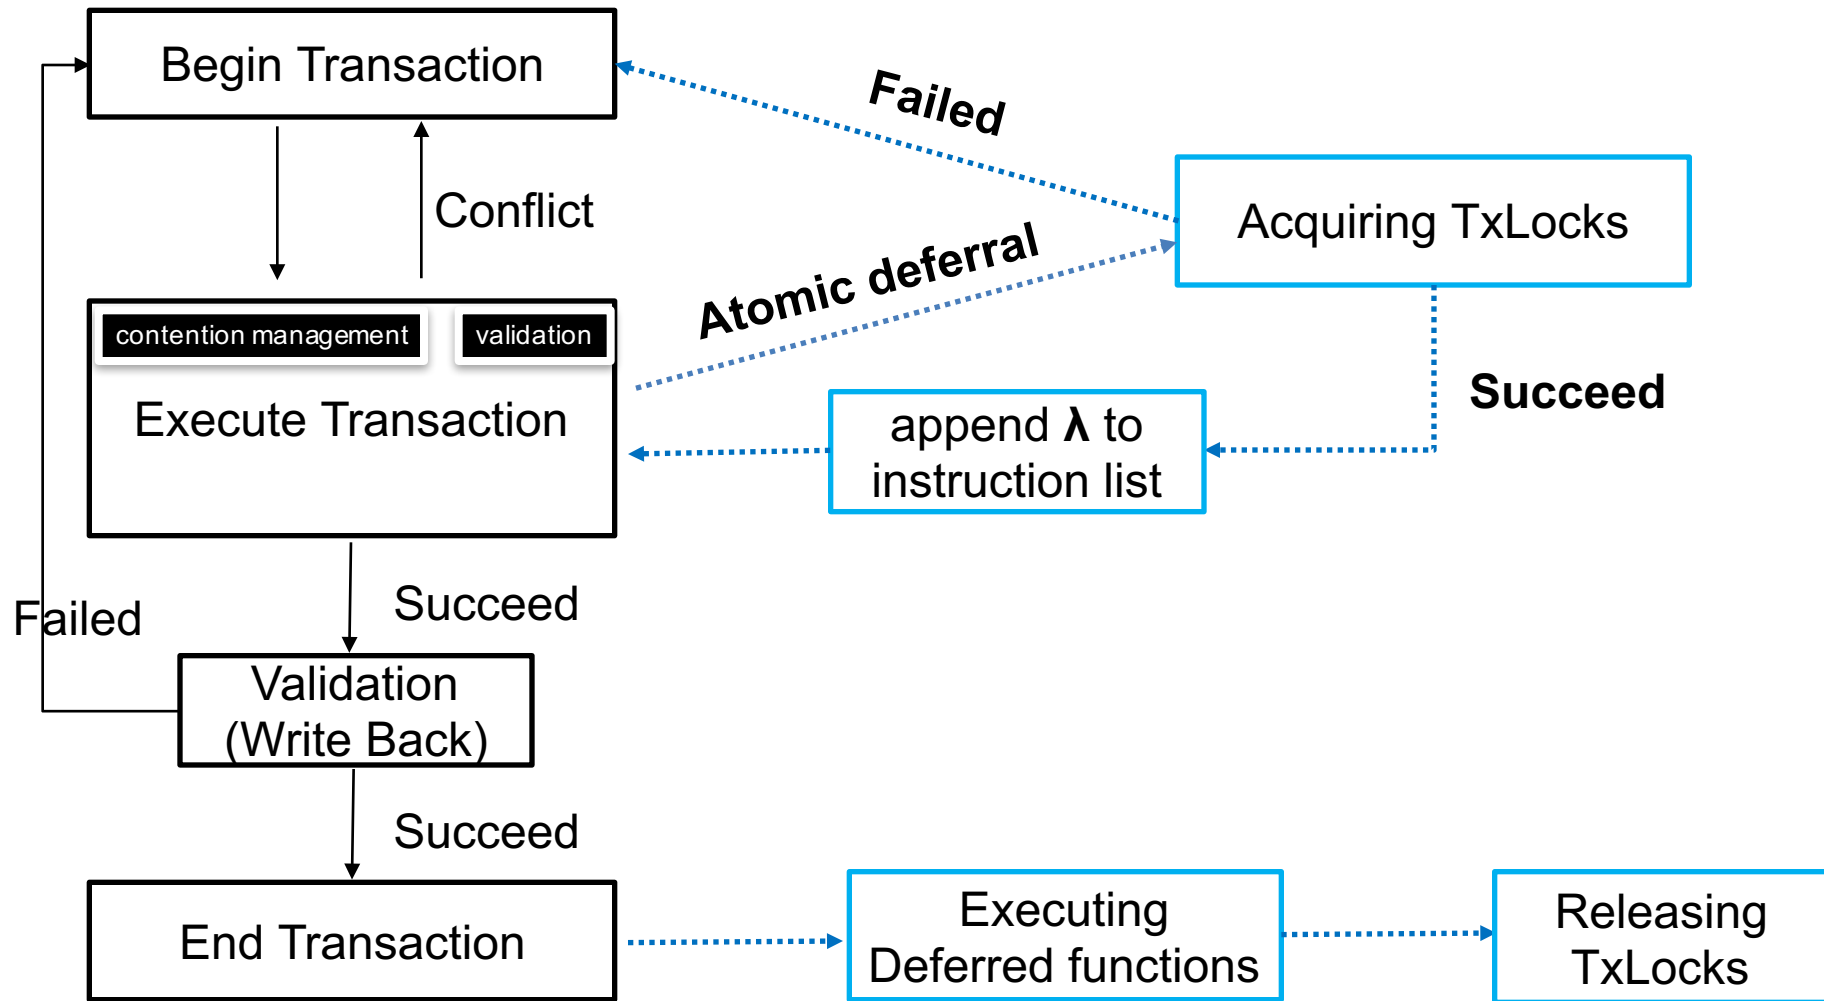 Begin Transaction
Failed
Conflict
Acquiring TxLocks
Atomic deferral
contention management
validation
Execute Transaction
Succeed
append λ to
instruction list
Succeed
Failed
Validation
(Write Back)
Succeed
End Transaction
Executing
Deferred functions
Releasing
TxLocks